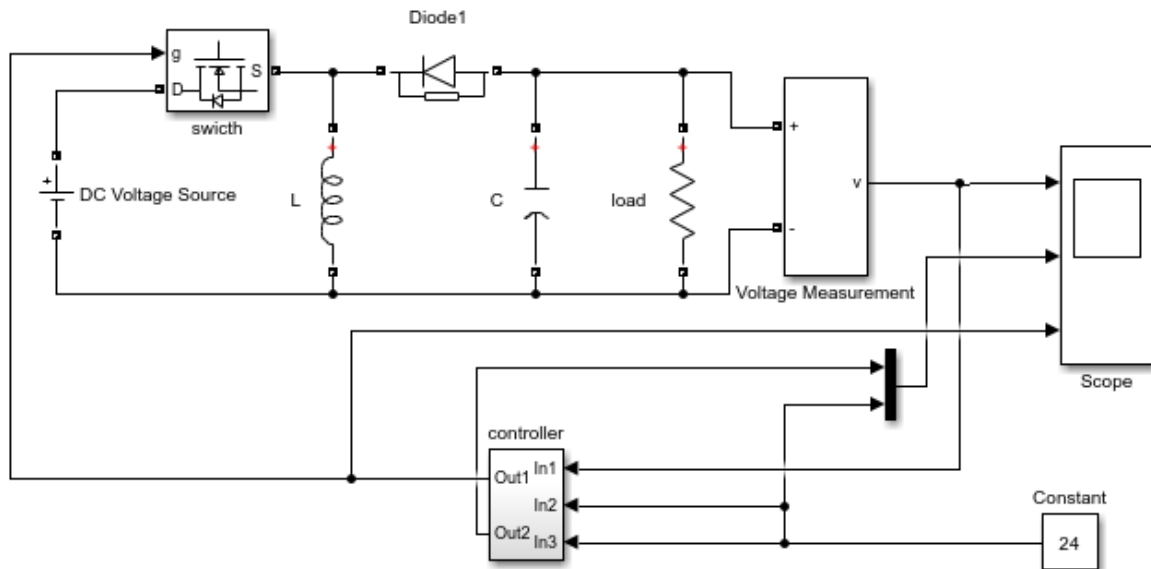 Diode1
g
D
S
swicth
+
DC Voltage Source
+
L
+
C
+
load
+
-
v
Voltage Measurement
Scope
controller
Out1
Out2
In1
In2
In3
Constant
24